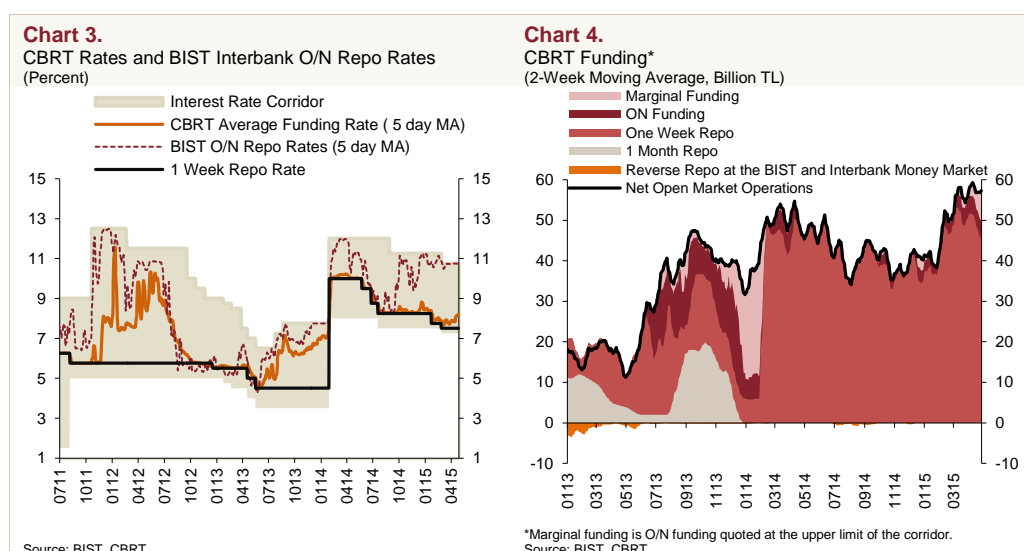 Chart 3.
CBRT Rates and BIST Interbank O/N Repo Rates
(Percent)
Interest Rate Corridor
CBRT Average Funding Rate ( 5 day MA)
BIST O/N Repo Rates (5 day MA)
1 Week Repo Rate
15 15
13 13
11 11
9 9
7 7
5 5
3 3
1 1
0711 1011 0112 0412 0712 1012 0113 0413 0713 1013 0114 0414 0714 1014 0115 0415
Source: BIST, CBRT.
Chart 4.
CBRT Funding*
(2-Week Moving Average, Billion TL)
Marginal Funding
ON Funding
One Week Repo
1 Month Repo
Reverse Repo at the BIST and Interbank Money Market
Net Open Market Operations
60 60
50 50
40 40
30 30
20 20
10 10
0 0
-10 -10
0113 0313 0513 0713 0913 1113 0114 0314 0514 0714 0914 1114 0115 0315
*Marginal funding is O/N funding quoted at the upper limit of the corridor.
Source: BIST, CBRT.